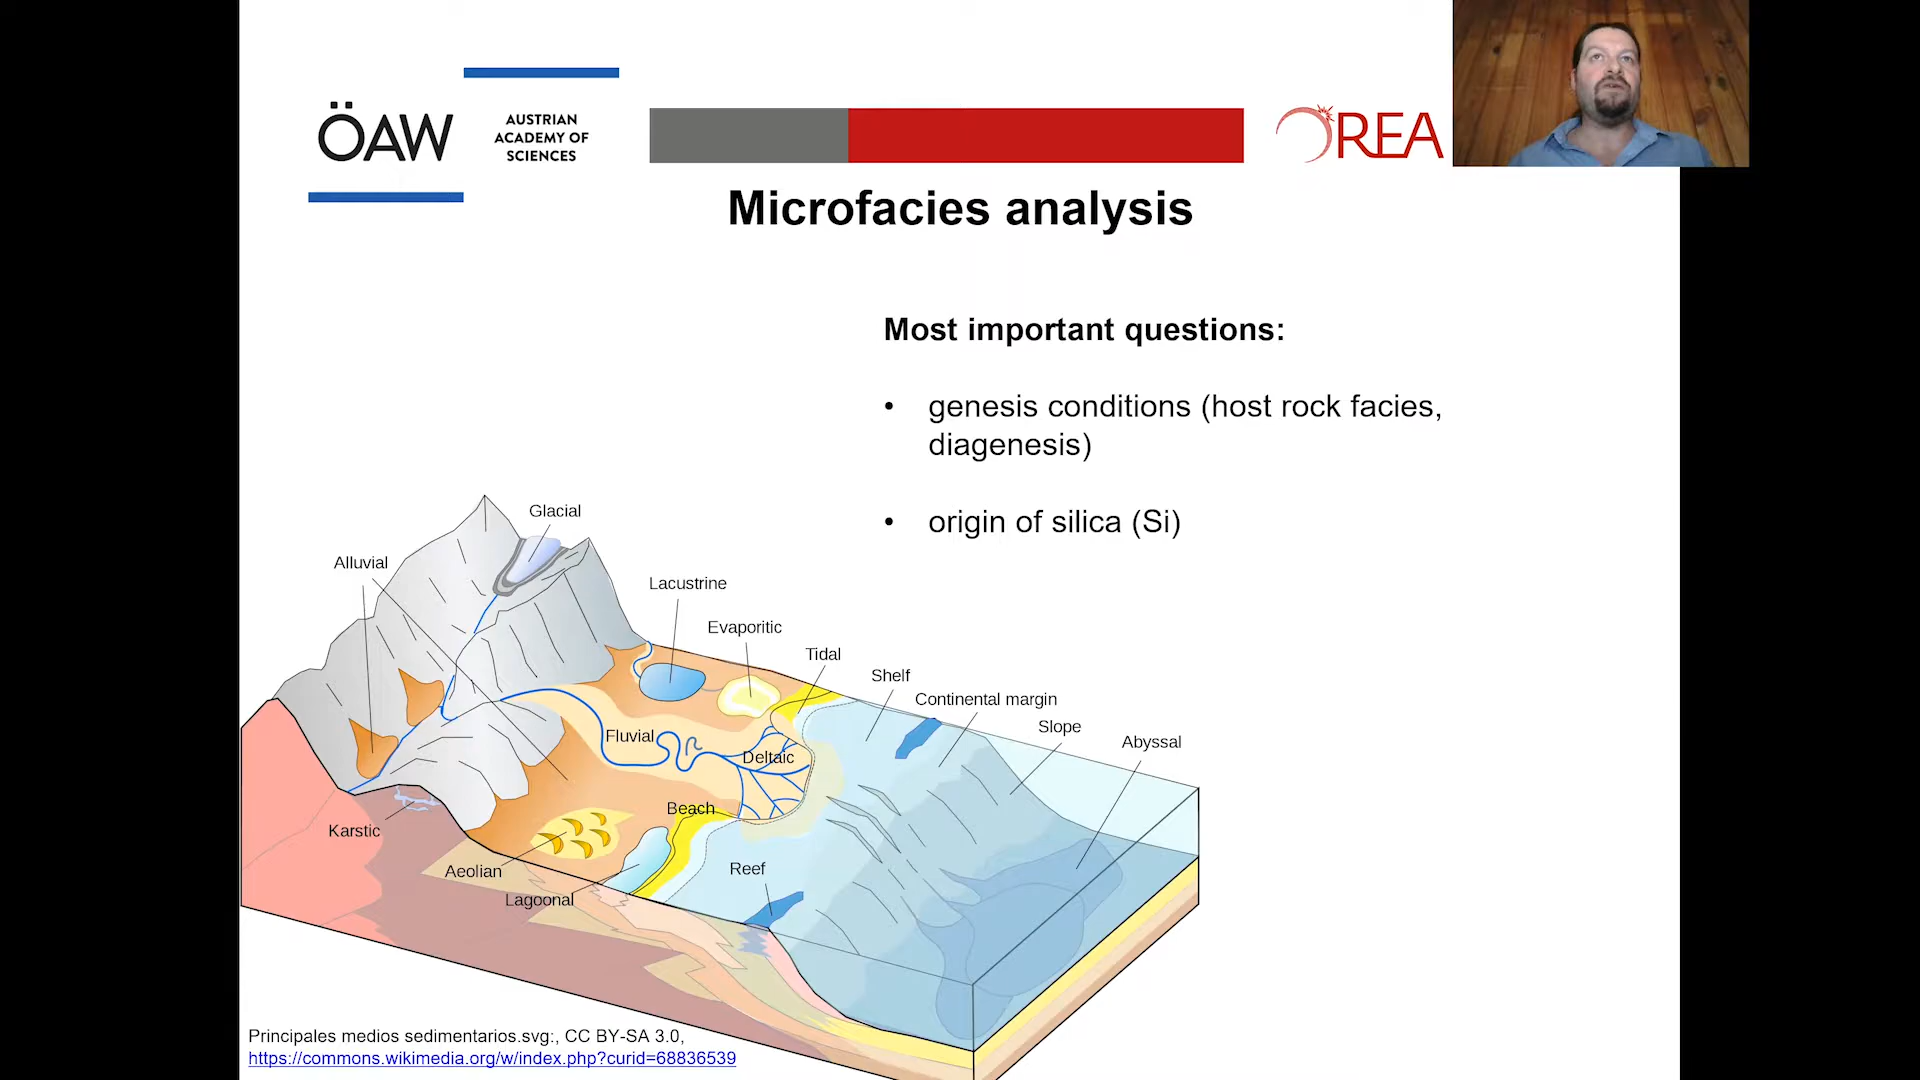 ÖAW
AUSTRIAN
ACADEMY OF
SCIENCES
OREA
Microfacies analysis
Most important questions:
• genesis conditions (host rock facies,
diagenesis)
• origin of silica (Si)
Glacial
Alluvial
Lacustrine
Evaporitic
Tidal
Shelf
Continental margin
Slope
Abyssal
Fluvial
Deltaic
Beach
Karstic
Reef
Aeolian
Lagoonal
Principales medios sedimentarios.svg:, CC BY-SA 3.0,
https://commons.wikimedia.org/w/index.php?curid=68836539